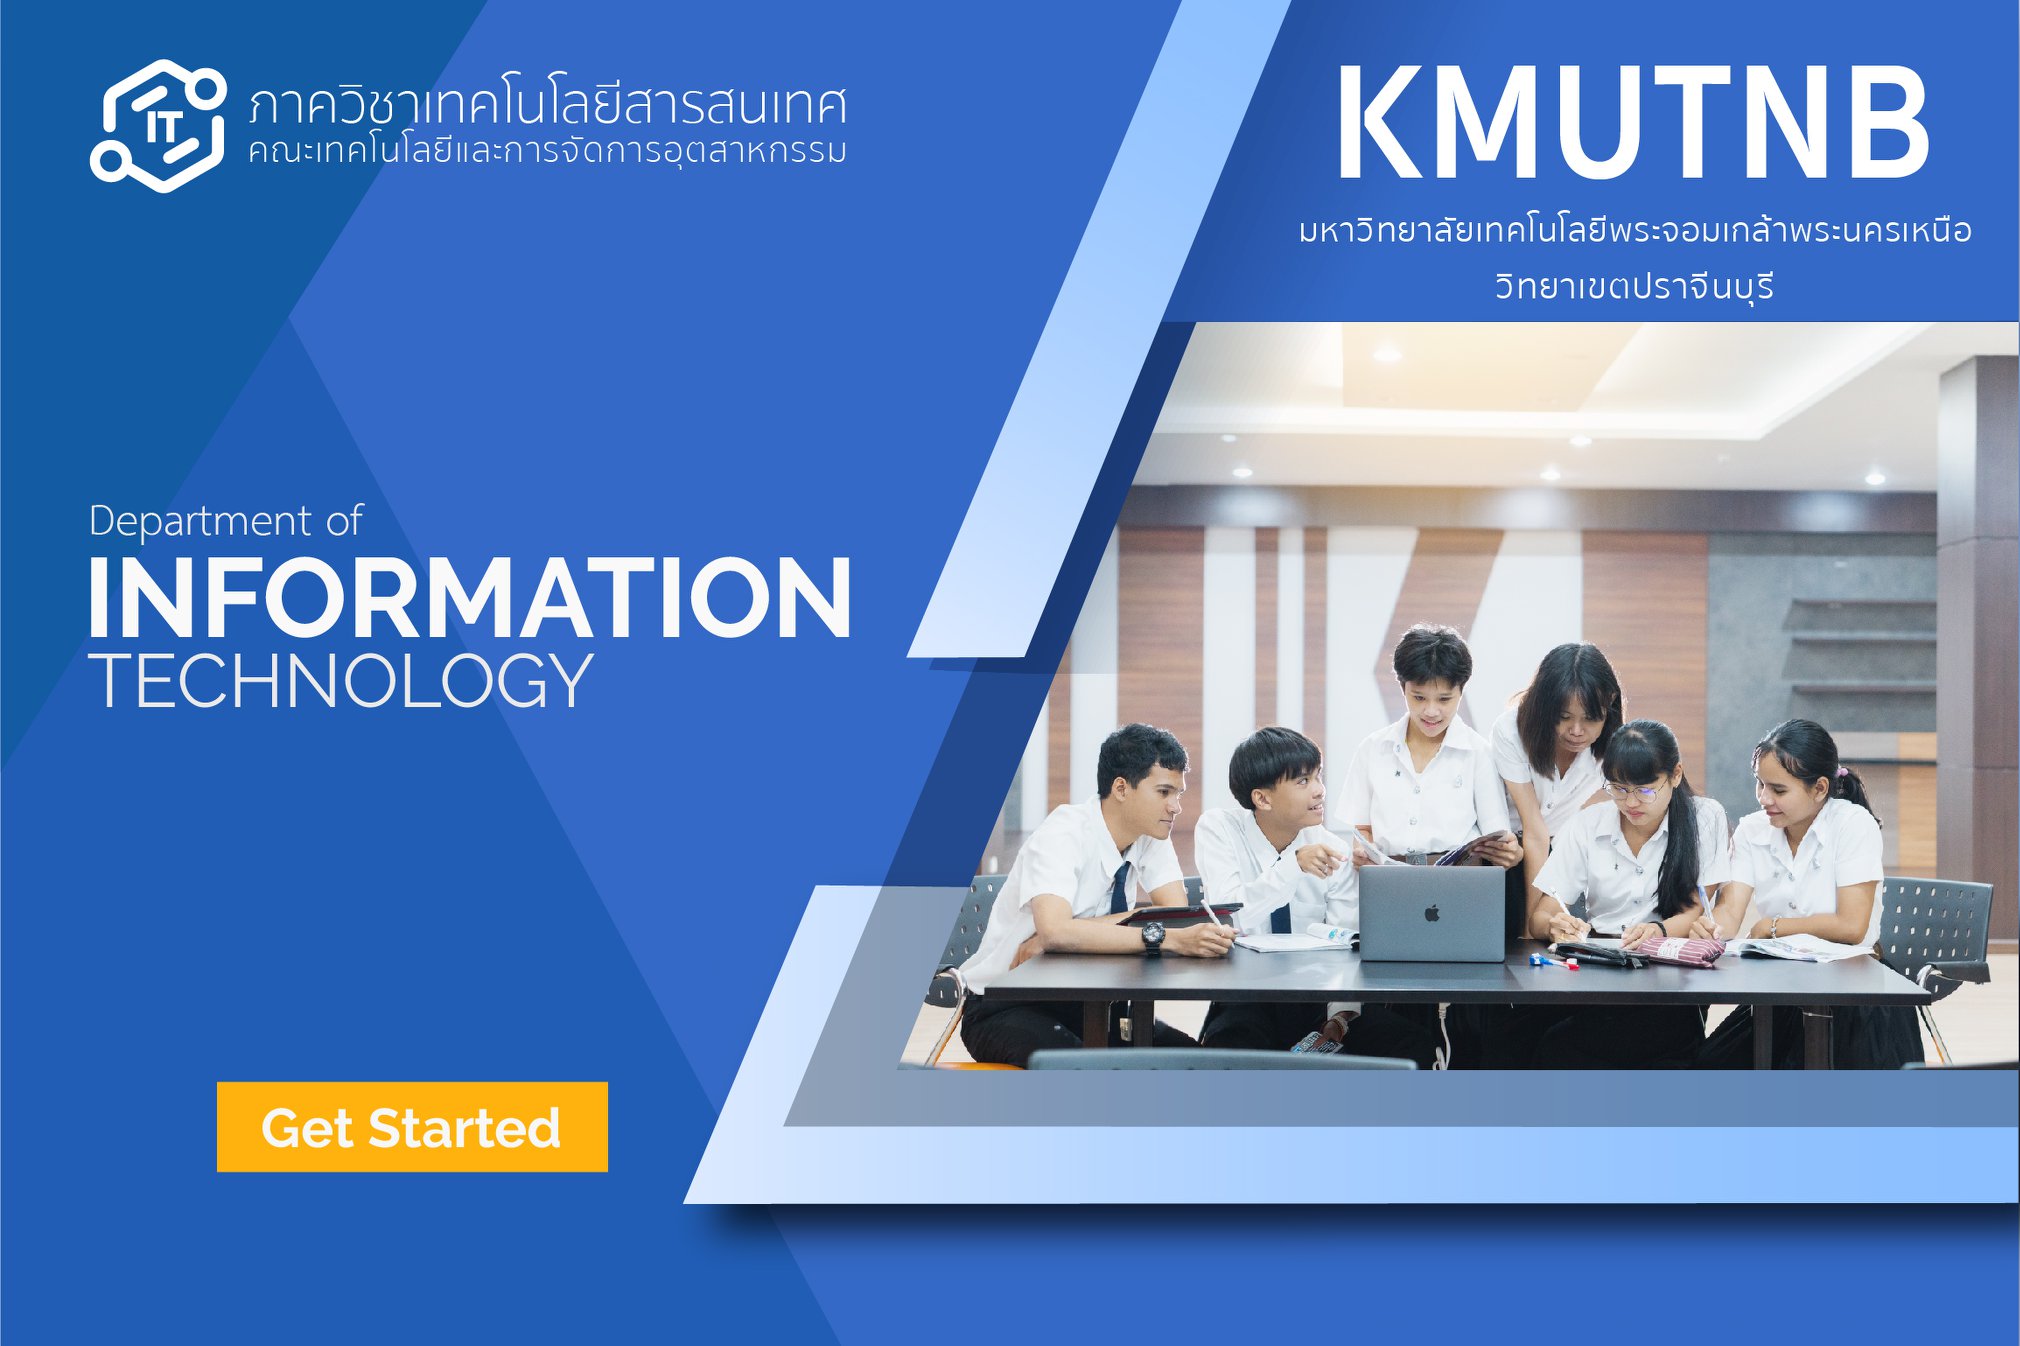 IT
ภาควิชาเทคโนโลยีสารสนเทศ
คณะเทคโนโลยีและการจัดการอุตสาหกรรม
KMUTNB
มหาวิทยาลัยเทคโนโลยีพระจอมเกล้าพระนครเหนือ
วิทยาเขตปราจีนบุรี
Department of
INFORMATION
TECHNOLOGY
Get Started